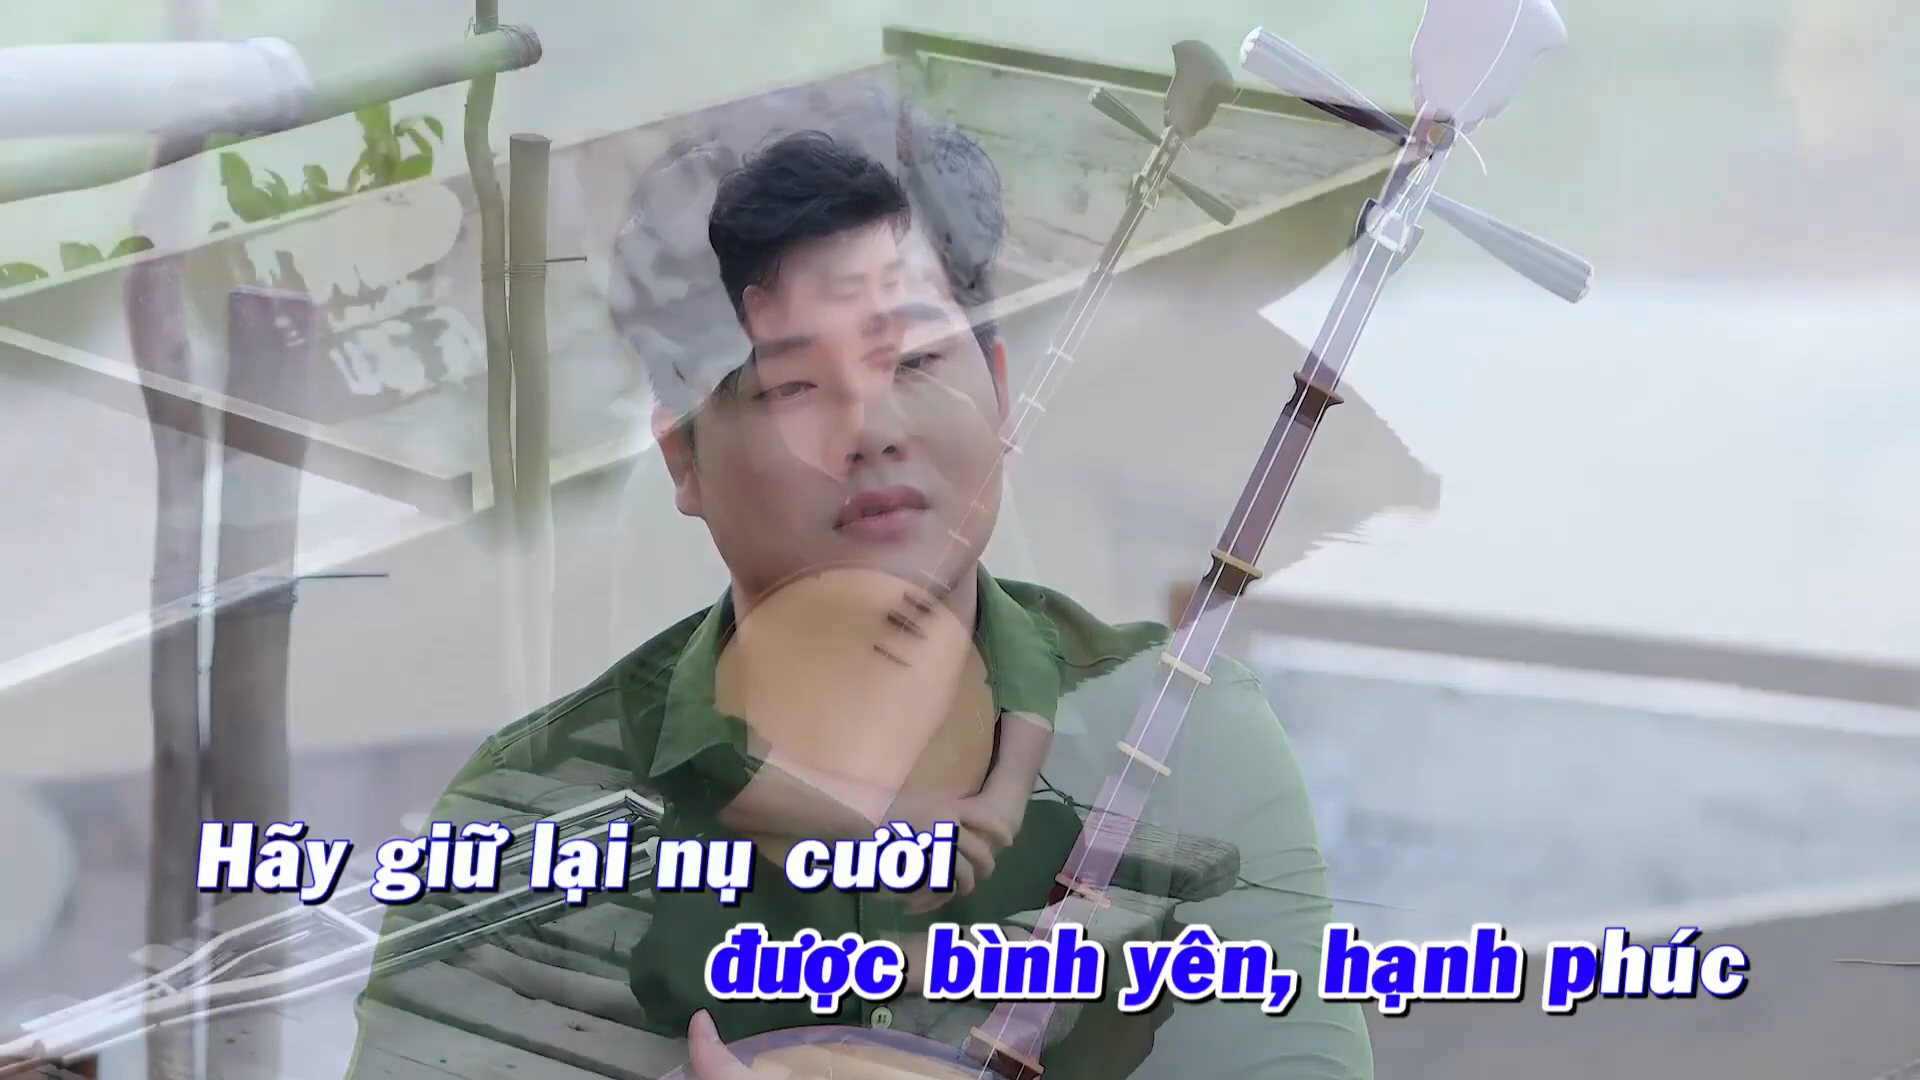 Hãy giữ lại nụ cười
được bình yên, hạnh phúc